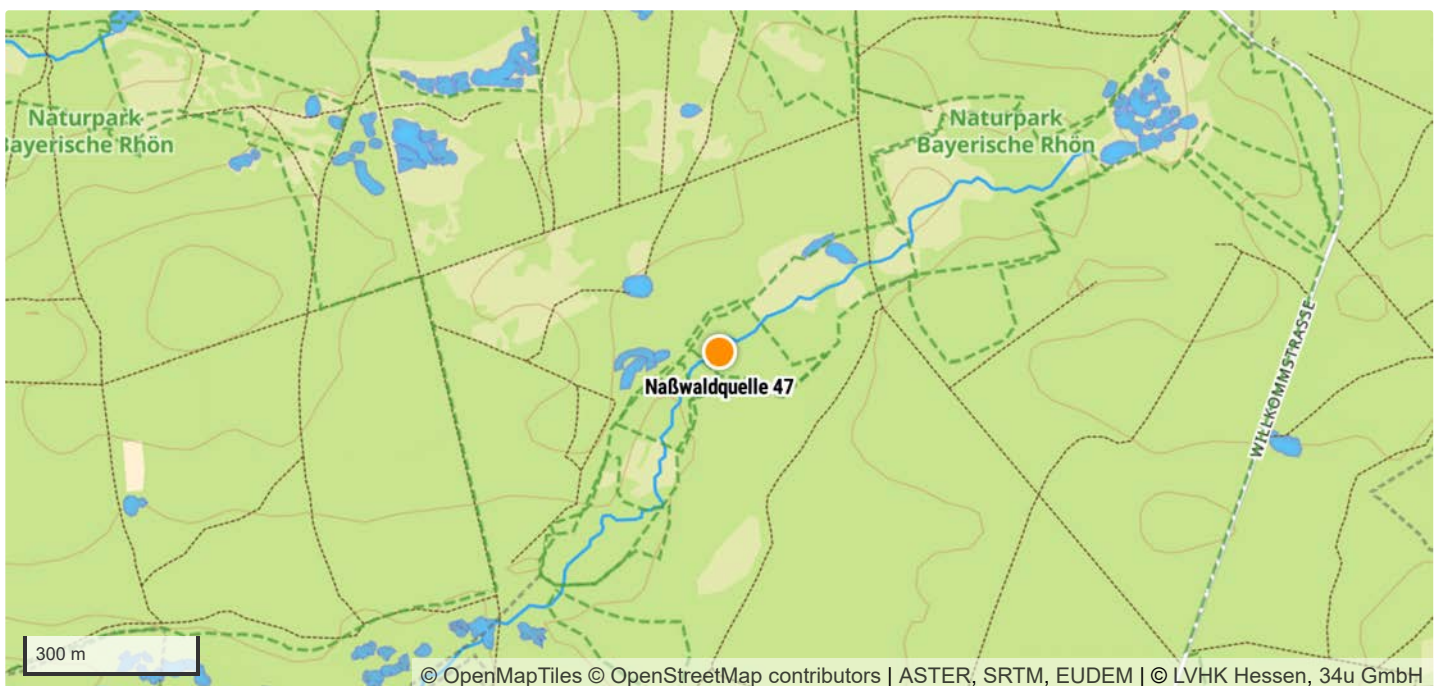 Naturpark
Bayerische Rhön
Naturpark
Bayerische Rhön
Naßwaldquelle 47
WILLKOMMSTRASSE
300 m
© OpenMapTiles © OpenStreetMap contributors | ASTER, SRTM, EUDEM | © LVHK Hessen, 34u GmbH